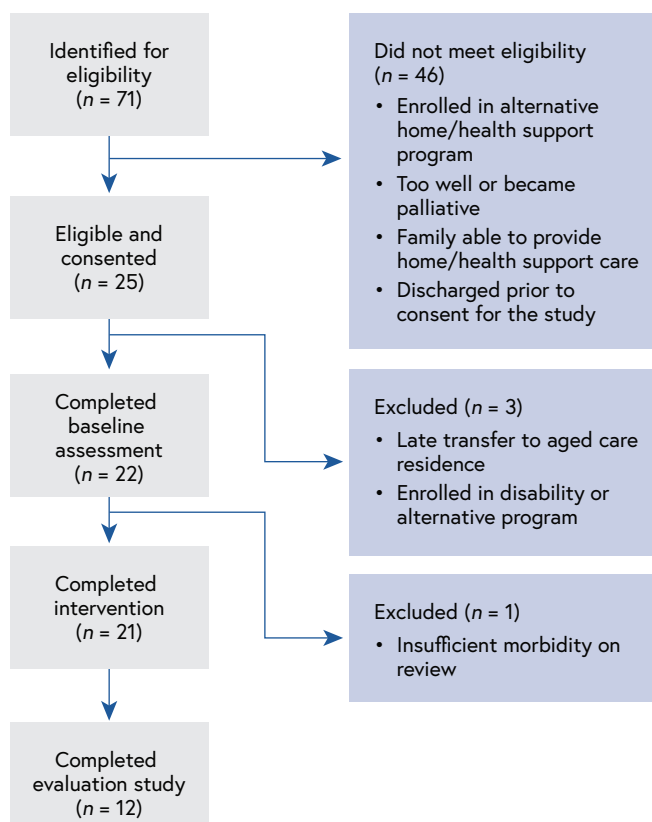 Identified for
eligibility
(n = 71)
Did not meet eligibility
(n = 46)
• Enrolled in alternative
home/health support
program
• Too well or became
palliative
• Family able to provide
home/health support care
• Discharged prior to
consent for the study
Eligible and
consented
(n = 25)
Excluded (n = 3)
• Late transfer to aged care
residence
• Enrolled in disability or
alternative program
Completed
baseline
assessment
(n = 22)
Excluded (n = 1)
• Insufficient morbidity on
review
Completed
intervention
(n = 21)
Completed
evaluation study
(n = 12)